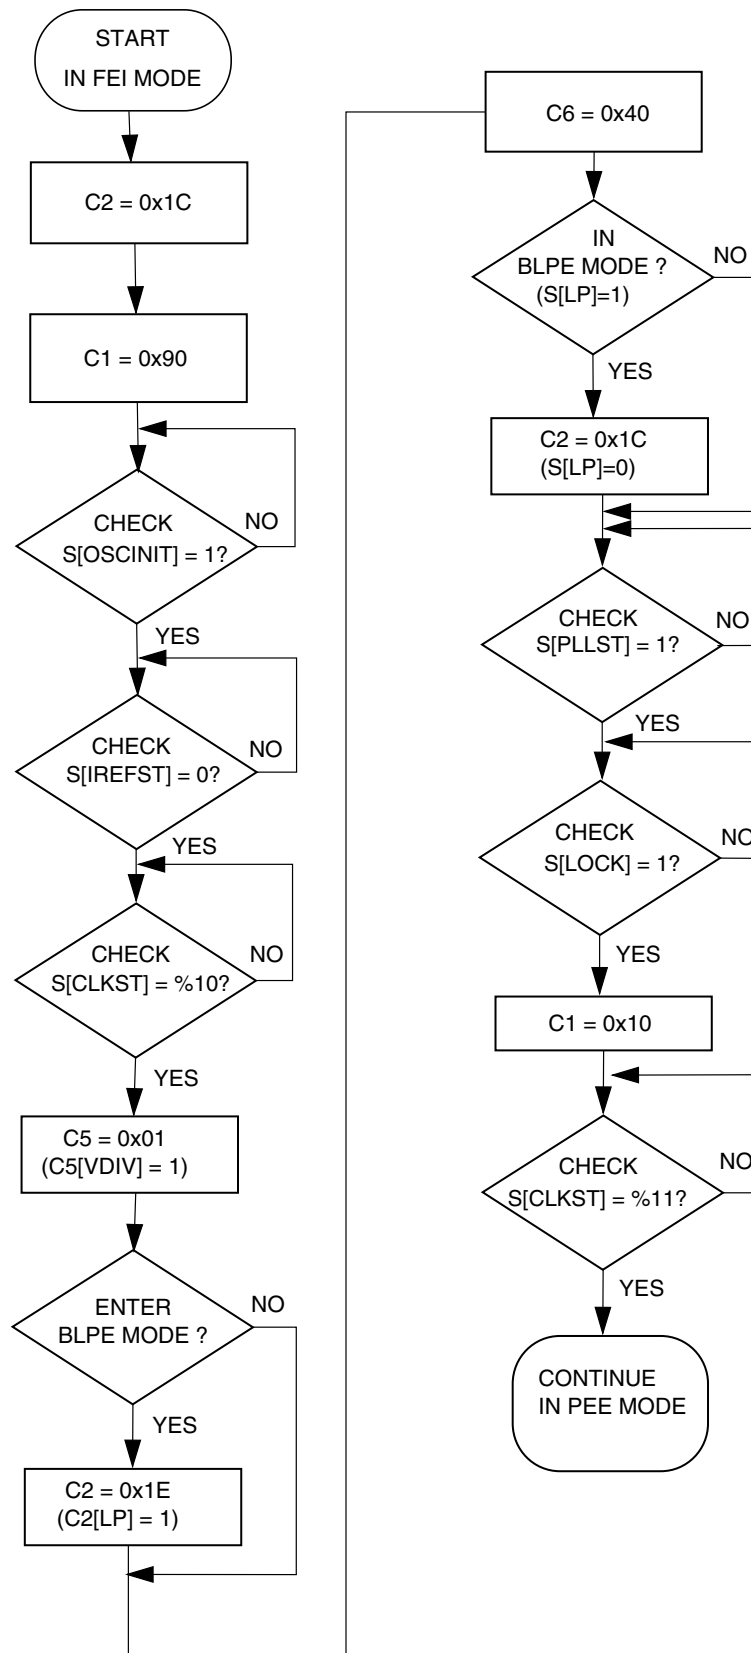 START
IN FEI MODE
C2 = 0x1C
C1 = 0x90
CHECK
S[OSCINIT] = 1?
NO
YES
CHECK
S[IREFST] = 0?
NO
YES
CHECK
S[CLKST] = %10?
NO
YES
C5 = 0x01
(C5[VDIV] = 1)
ENTER
BLPE MODE ?
NO
YES
C2 = 0x1E
(C2[LP] = 1)
C6 = 0x40
IN
BLPE MODE ?
(S[LP]=1)
NO
YES
C2 = 0x1C
(S[LP]=0)
CHECK
S[PLLST] = 1?
NO
YES
CHECK
S[LOCK] = 1?
NO
YES
C1 = 0x10
CHECK
S[CLKST] = %11?
NO
YES
CONTINUE
IN PEE MODE